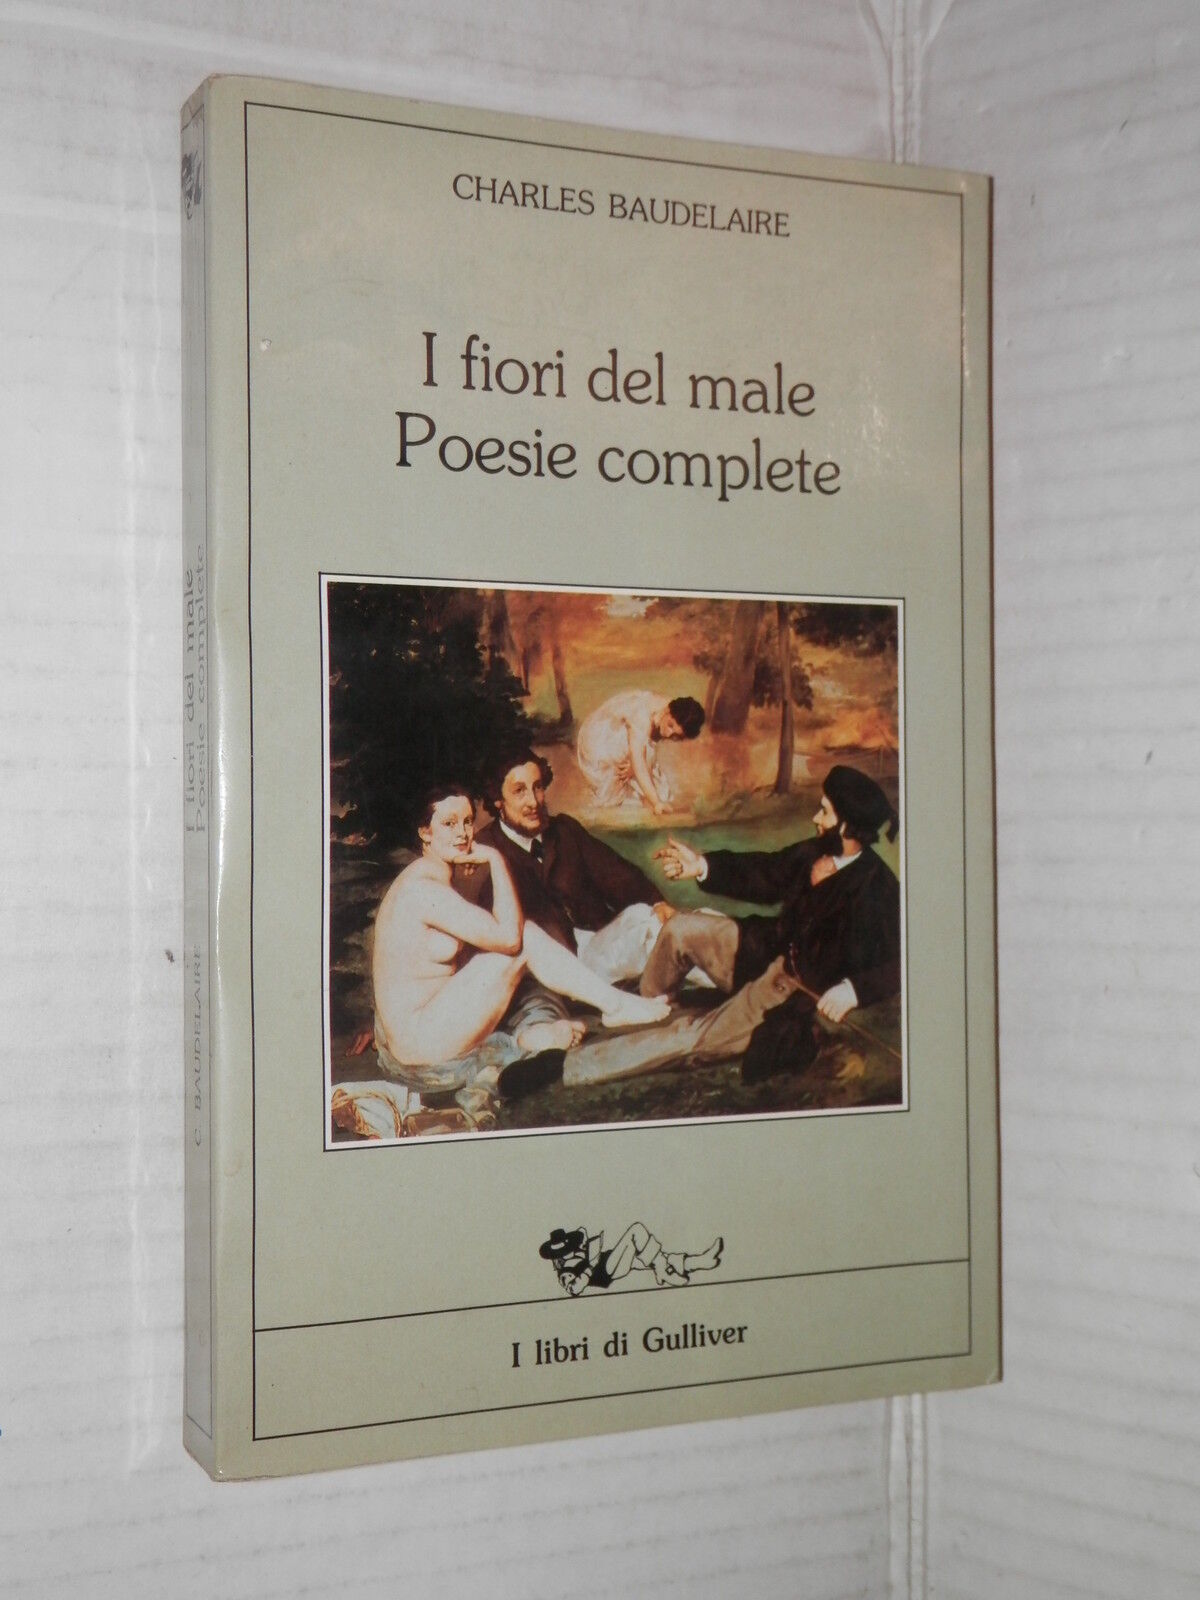 CHARLES BAUDELAIRE
I fiori del male
Poesie complete
I libri di Gulliver
C. BAUDELAIRE
I fiori del male
Poesie complete